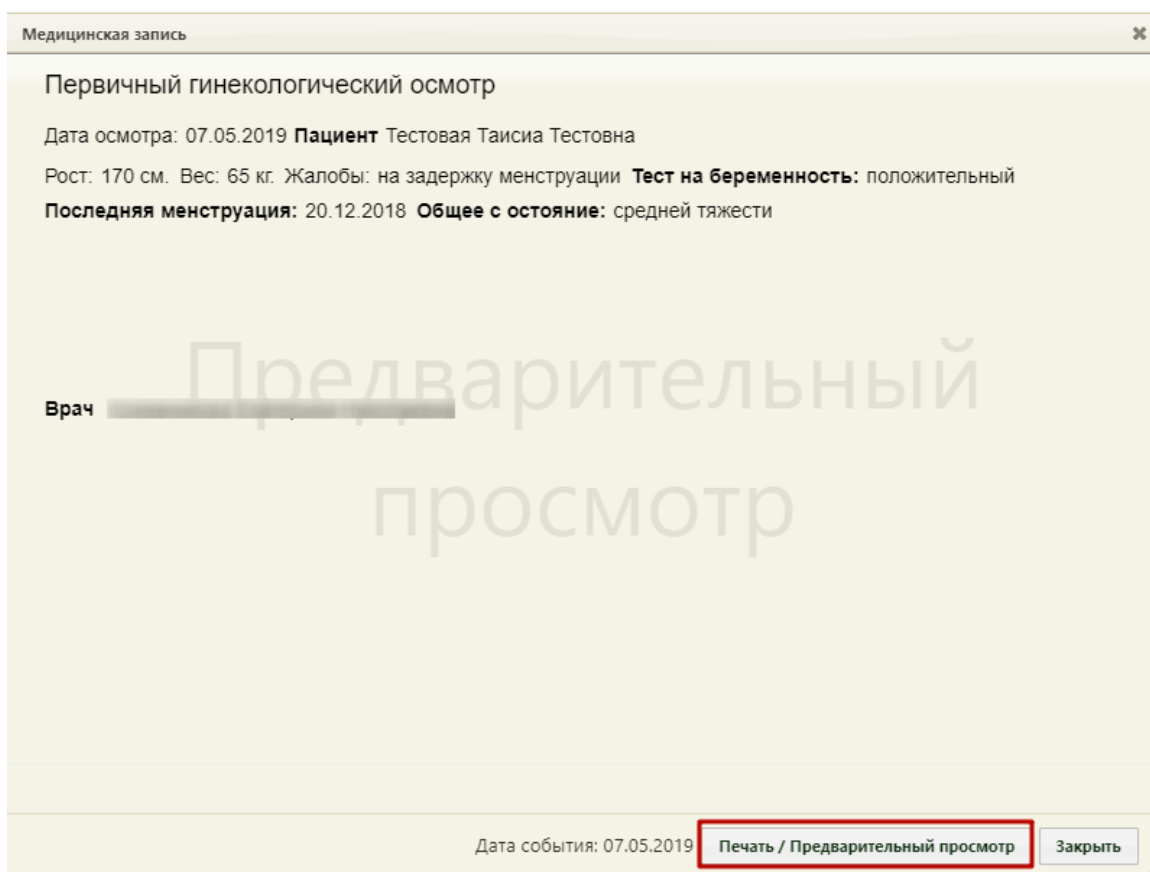 Медицинская запись
Первичный гинекологический осмотр
Дата осмотра: 07.05.2019 Пациент Тестовая Таисиа Тестовна
Рост: 170 см. Вес: 65 кг. Жалобы: на задержку менструации Тест на беременность: положительный
Последняя менструация: 20.12.2018 Общее с остояние: средней тяжести
Предварительный
Врач
просмотр
Дата события: 07.05.2019 Печать / Предварительный просмотр Закрыть